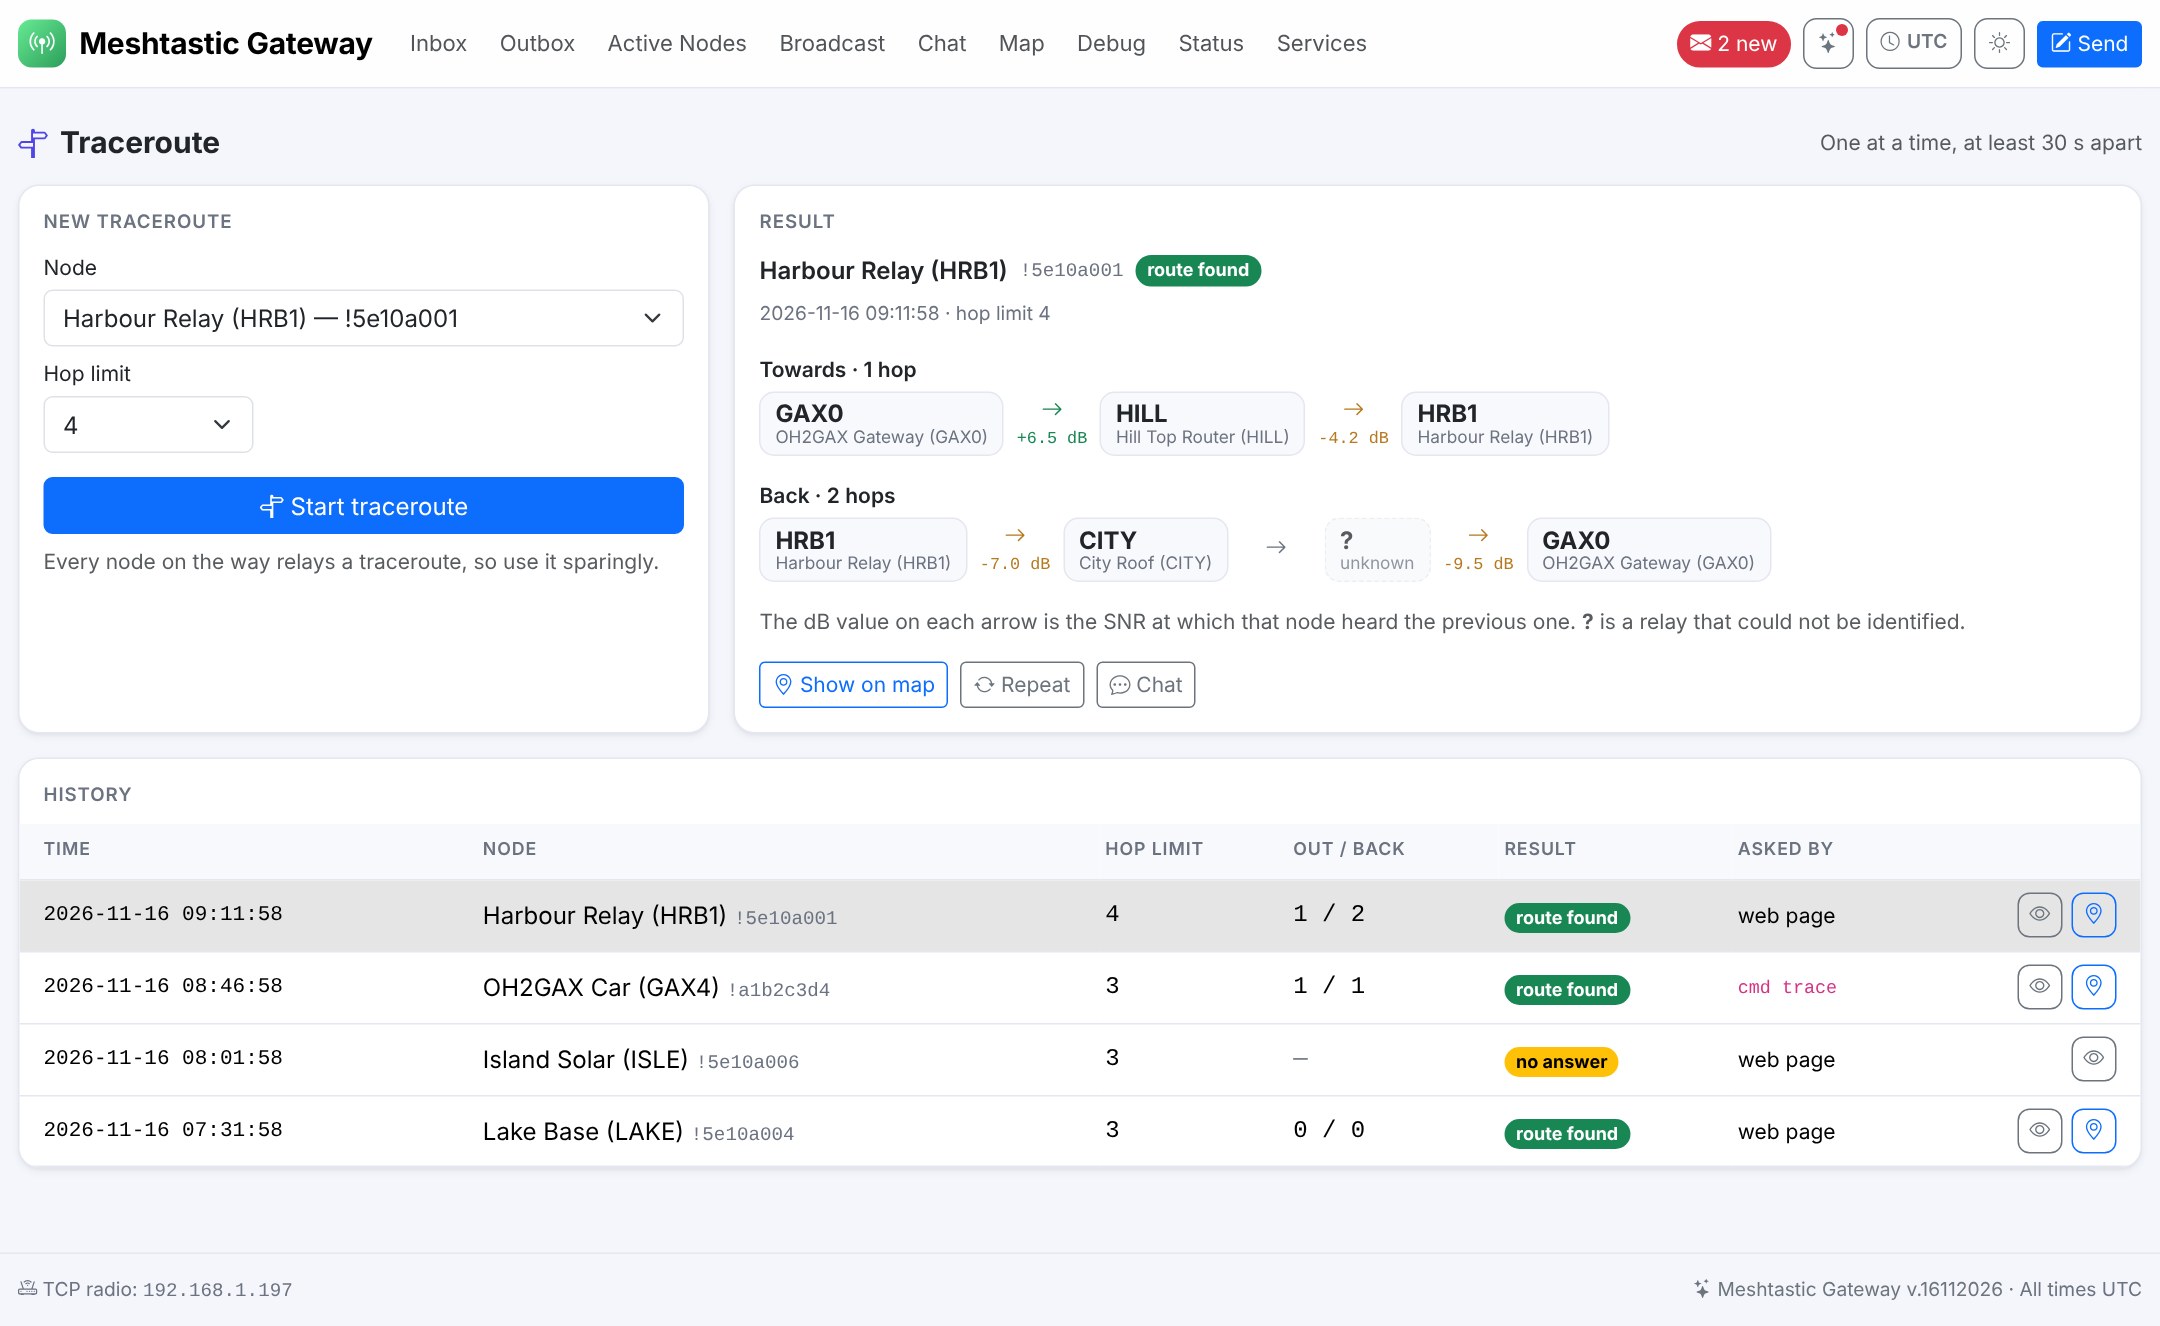 Meshtastic Gateway Inbox Outbox Active Nodes Broadcast Chat Map Debug Status Services 2 new UTC Send
Traceroute One at a time, at least 30 s apart
NEW TRACEROUTE
Node
Harbour Relay (HRB1) — !5e10a001
Hop limit
4
Start traceroute
Every node on the way relays a traceroute, so use it sparingly.
RESULT
Harbour Relay (HRB1) !5e10a001 route found
2026-11-16 09:11:58 · hop limit 4
Towards · 1 hop
GAX0 → HILL → HRB1
OH2GAX Gateway (GAX0) +6.5 dB Hill Top Router (HILL) -4.2 dB Harbour Relay (HRB1)
Back · 2 hops
HRB1 → CITY → ? → GAX0
Harbour Relay (HRB1) -7.0 dB City Roof (CITY) unknown -9.5 dB OH2GAX Gateway (GAX0)
The dB value on each arrow is the SNR at which that node heard the previous one. ? is a relay that could not be identified.
Show on map Repeat Chat
HISTORY
TIME NODE HOP LIMIT OUT / BACK RESULT ASKED BY
2026-11-16 09:11:58 Harbour Relay (HRB1) !5e10a001 4 1 / 2 route found web page
2026-11-16 08:46:58 OH2GAX Car (GAX4) !a1b2c3d4 3 1 / 1 route found cmd trace
2026-11-16 08:01:58 Island Solar (ISLE) !5e10a006 3 — no answer web page
2026-11-16 07:31:58 Lake Base (LAKE) !5e10a004 3 0 / 0 route found web page
TCP radio: 192.168.1.197 Meshtastic Gateway v.16112026 · All times UTC